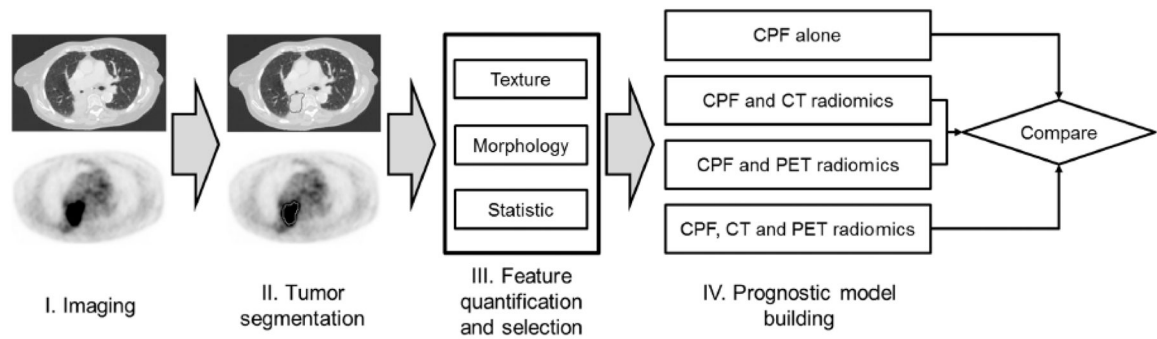 Texture
Morphology
Statistic
CPF alone
CPF and CT radiomics
CPF and PET radiomics
CPF, CT and PET radiomics
Compare
I. Imaging
II. Tumor
segmentation
III. Feature
quantification
and selection
IV. Prognostic model
building